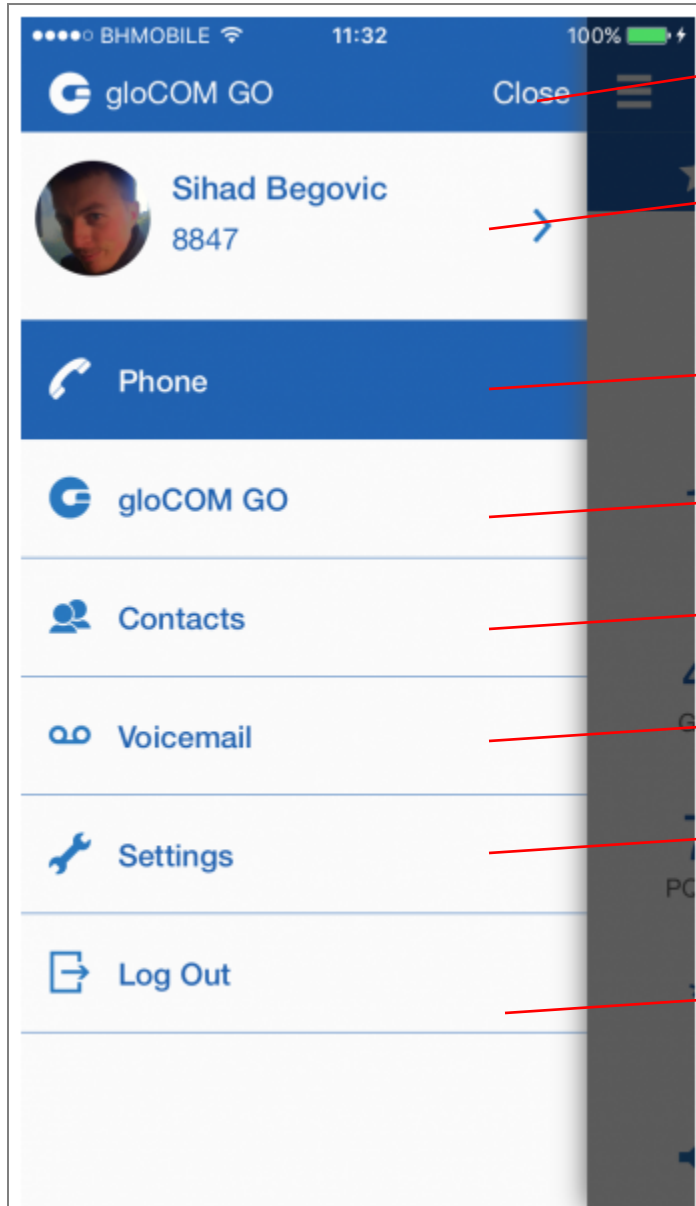 BHMOBILE 11:32 100%
gloCOM GO Close
Sihad Begovic
8847
Phone
gloCOM GO
Contacts
Voicemail
Settings
Log Out